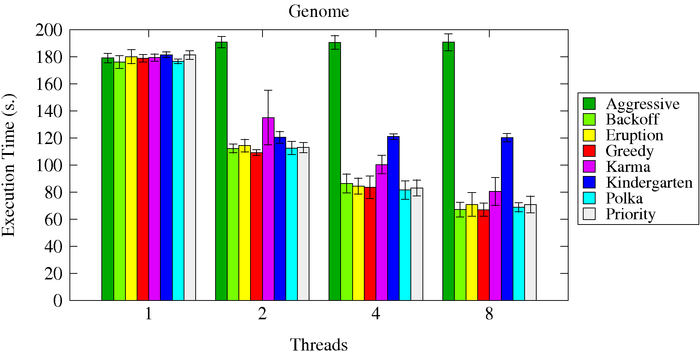 Genome
200
180
160
140
120
100
80
60
40
20
0
Execution Time (s.)
1 2 4 8
Threads
Aggressive
Backoff
Eruption
Greedy
Karma
Kindergarten
Polka
Priority